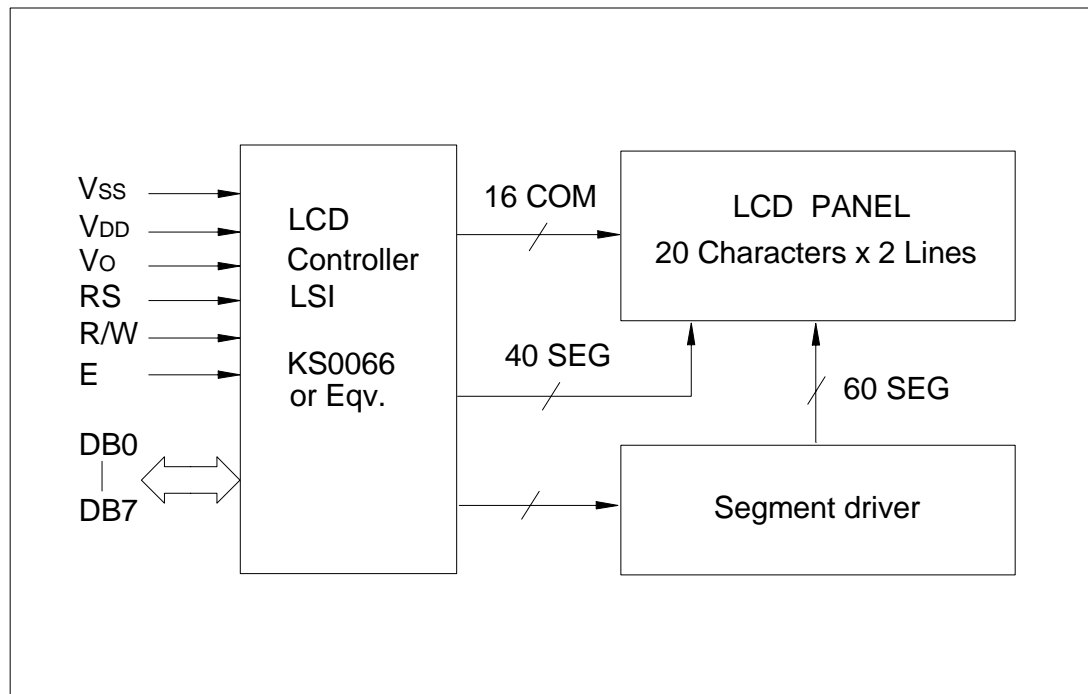 VSS
VDD
VO
RS
R/W
E
DB0
DB7
LCD
Controller
LSI
KS0066
or Eqv.
16 COM
40 SEG
LCD PANEL
20 Characters x 2 Lines
60 SEG
Segment driver